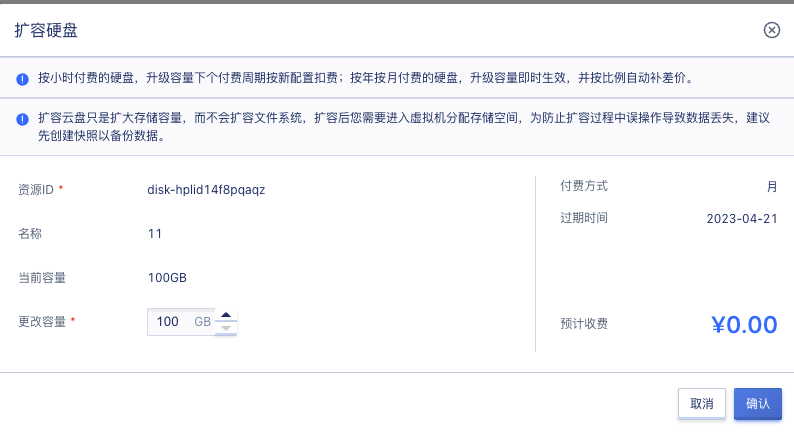 扩容硬盘
按小时付费的硬盘，升级容量下个付费周期按新配置扣费；按年按月付费的硬盘，升级容量即时生效，并按比例自动补差价。
扩容云盘只是扩大存储容量，而不会扩容文件系统，扩容后您需要进入虚拟机分配存储空间，为防止扩容过程中误操作导致数据丢失，建议
先创建快照以备份数据。
资源ID * disk-hplid14f8pqaqz
名称 11
当前容量 100GB
更改容量 * 100 GB
付费方式 月
过期时间 2023-04-21
预计收费 ¥0.00
取消 确认